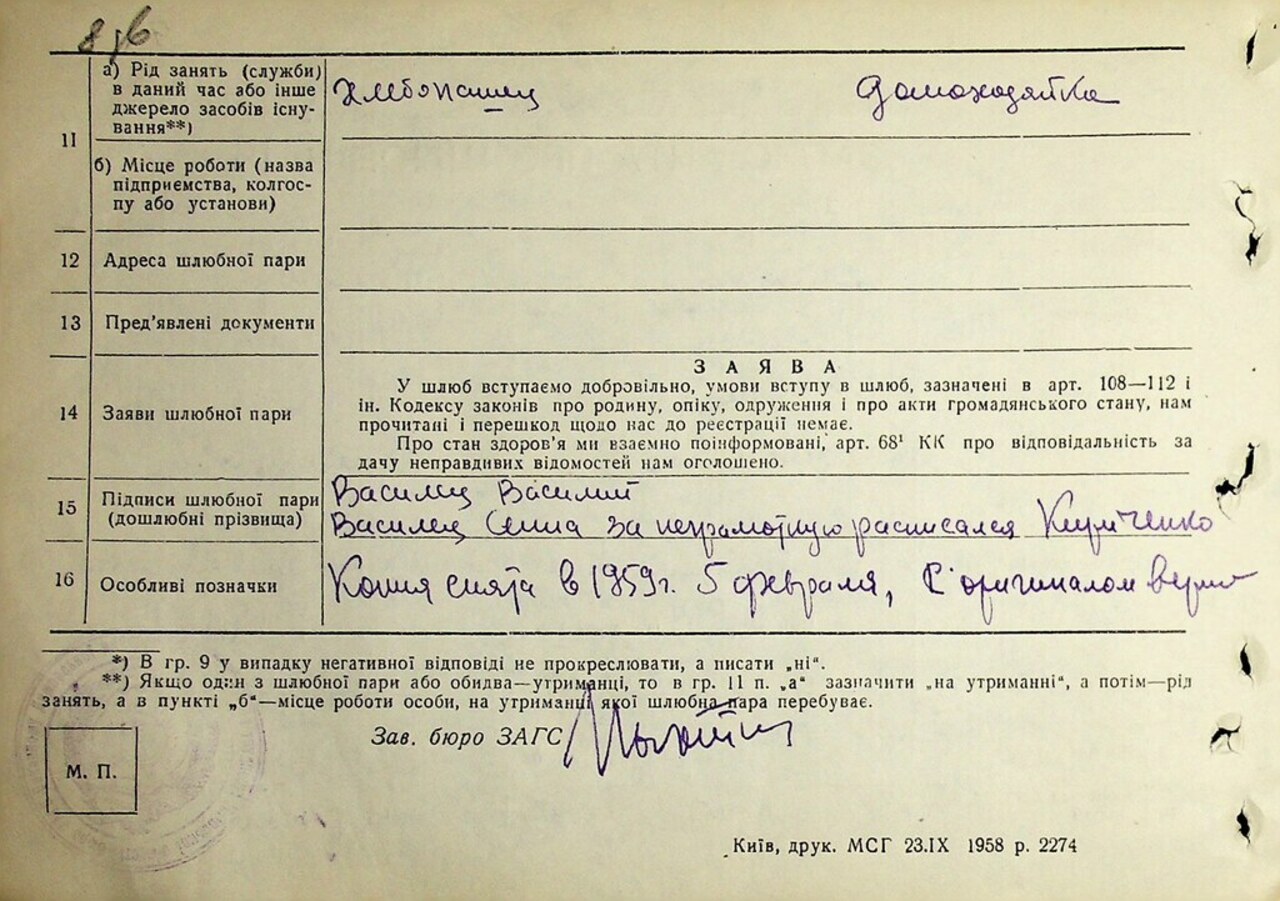 а) Рід занять (служби)
в даний час або інше
джерело засобів існу-
вання**)
хлебопашец домохозяйка
11
б) Місце роботи (назва
підприємства, колгос-
пу або установи)
12 Адреса шлюбної пари
13 Пред'явлені документи
ЗАЯВА
У шлюб вступаємо добровільно, умови вступу в шлюб, зазначені в арт. 108—112 і
ін. Кодексу законів про родину, опіку, одруження і про акти громадянського стану, нам
прочитані і перешкод щодо нас до реєстрації немає.
Про стан здоров'я ми взаємно поінформовані, арт. 68¹ КК про відповідальність за
дачу неправдивих відомостей нам оголошено.
14 Заяви шлюбної пари
15 Підписи шлюбної пари
(дошлюбні прізвища)
Василец Василий
Василец за неграмотную расписался
16 Особливі позначки
Копия снята в 1959г. 5 февраля, С оригиналом верно
*) В гр. 9 у випадку негативної відповіді не прокреслювати, а писати „ні“.
**) Якщо один з шлюбної пари або обидва—утриманці, то в гр. 11 п. „а“ зазначити „на утриманні“, а потім—рід
занять, а в пункті „б“—місце роботи особи, на утриманці якої шлюбна пара перебуває.
Зав. бюро ЗАГС
М. П.
Київ, друк. МСГ 23.IX 1958 р. 2274